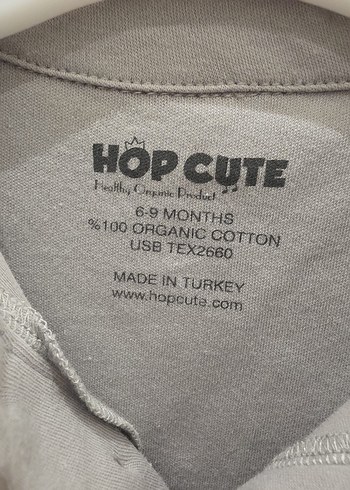 HOP CUTE
Healthy Organic Product
6-9 MONTHS
%100 ORGANIC COTTON
USB TEX2660
MADE IN TURKEY
www.hopcute.com